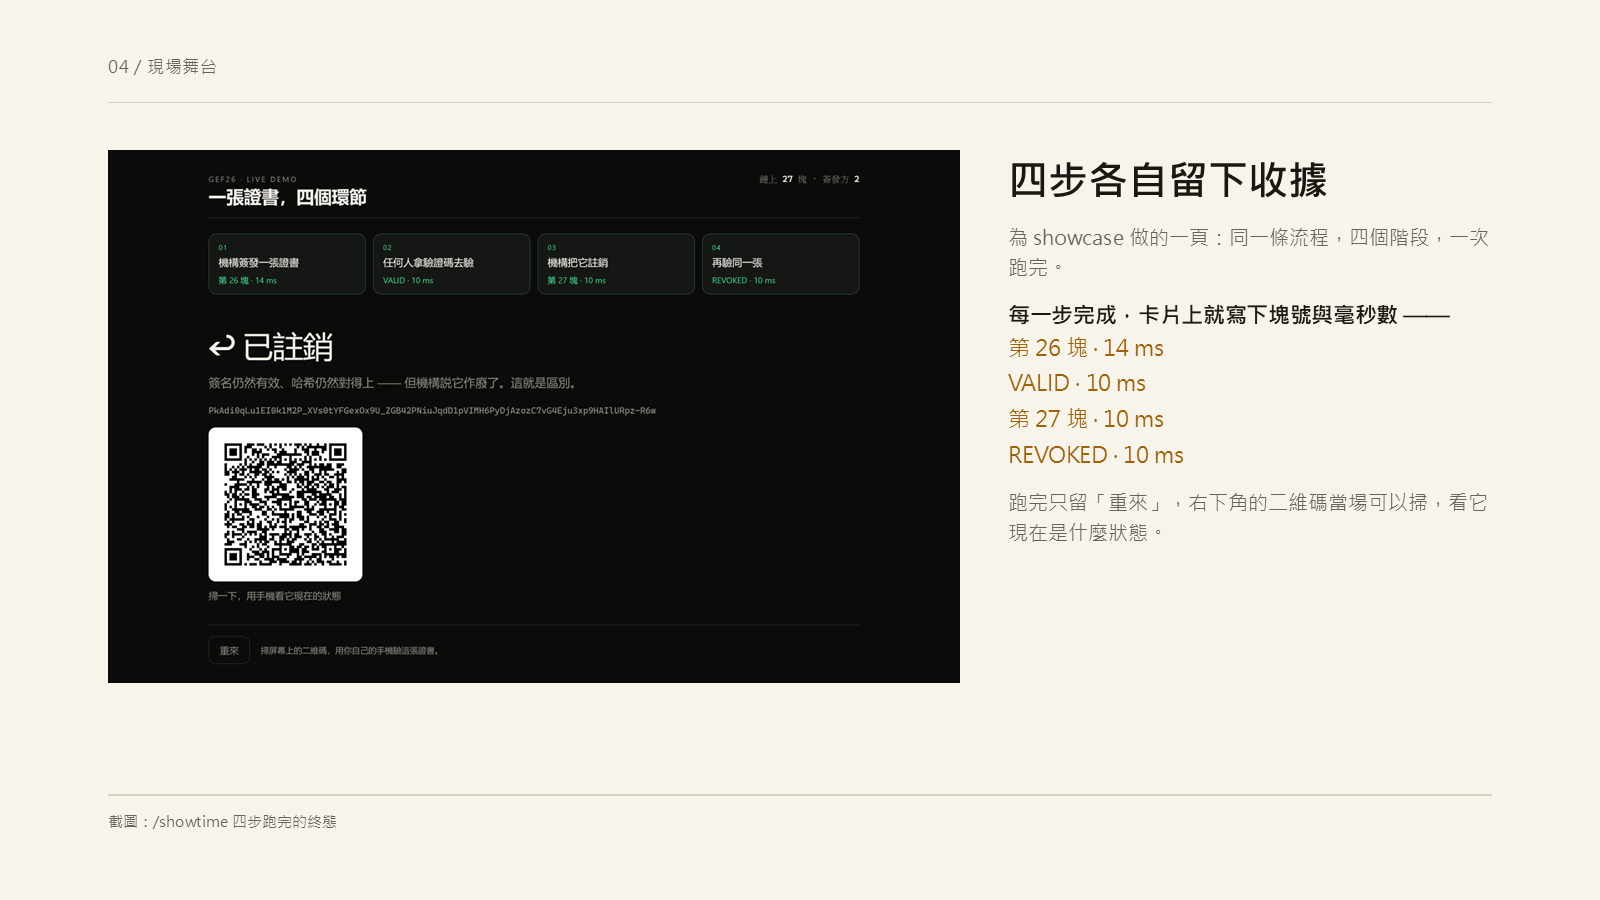 04 / 現場舞台
GEF26 · LIVE DEMO
一張證書，四個環節
鏈上 27 塊 · 簽發方 2
01
機構簽發一張證書
第 26 塊 · 14 ms
02
任何人拿驗證碼去驗
VALID · 10 ms
03
機構把它註銷
第 27 塊 · 10 ms
04
再驗同一張
REVOKED · 10 ms
↩ 已註銷
簽名仍然有效、哈希仍然對得上 —— 但機構說它作廢了。這就是區別。
PkAdi0qLu1EI0k1M2P_XVs0tYFGexOx9U_ZGB42PNiuJqdD1pVIMH6PyDjAzozC7vG4Eju3xp9HAIlURpz-R6w
掃一下，用手機看它現在的狀態
重來
掃屏幕上的二維碼，用你自己的手機驗這張證書。
四步各自留下收據
為 showcase 做的一頁：同一條流程，四個階段，一次
跑完。
每一步完成，卡片上就寫下塊號與毫秒數 ——
第 26 塊 · 14 ms
VALID · 10 ms
第 27 塊 · 10 ms
REVOKED · 10 ms
跑完只留「重來」，右下角的二維碼當場可以掃，看它
現在是什麼狀態。
截圖：/showtime 四步跑完的終態